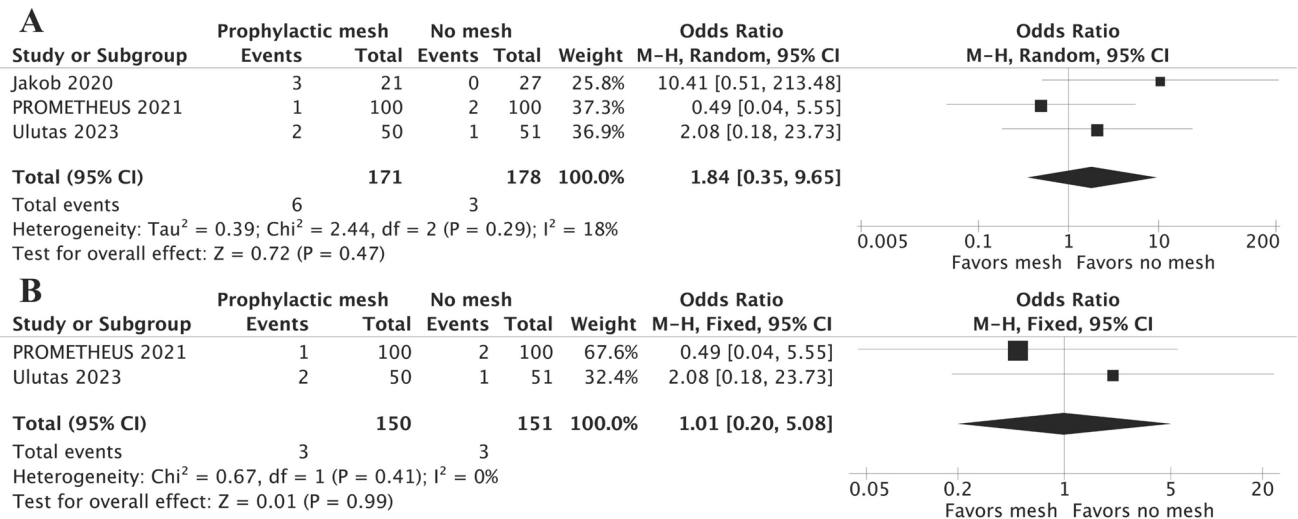 A
Prophylactic mesh No mesh Odds Ratio Odds Ratio
Study or Subgroup Events Total Events Total Weight M-H, Random, 95% CI M-H, Random, 95% CI
Jakob 2020 3 21 0 27 25.8% 10.41 [0.51, 213.48]
PROMETHEUS 2021 1 100 2 100 37.3% 0.49 [0.04, 5.55]
Ulutas 2023 2 50 1 51 36.9% 2.08 [0.18, 23.73]
Total (95% CI) 171 178 100.0% 1.84 [0.35, 9.65]
Total events 6 3
Heterogeneity: Tau² = 0.39; Chi² = 2.44, df = 2 (P = 0.29); I² = 18%
Test for overall effect: Z = 0.72 (P = 0.47)
0.005 0.1 1 10 200
Favors mesh Favors no mesh
B
Prophylactic mesh No mesh Odds Ratio Odds Ratio
Study or Subgroup Events Total Events Total Weight M-H, Fixed, 95% CI M-H, Fixed, 95% CI
PROMETHEUS 2021 1 100 2 100 67.6% 0.49 [0.04, 5.55]
Ulutas 2023 2 50 1 51 32.4% 2.08 [0.18, 23.73]
Total (95% CI) 150 151 100.0% 1.01 [0.20, 5.08]
Total events 3 3
Heterogeneity: Chi² = 0.67, df = 1 (P = 0.41); I² = 0%
Test for overall effect: Z = 0.01 (P = 0.99)
0.05 0.2 1 5 20
Favors mesh Favors no mesh